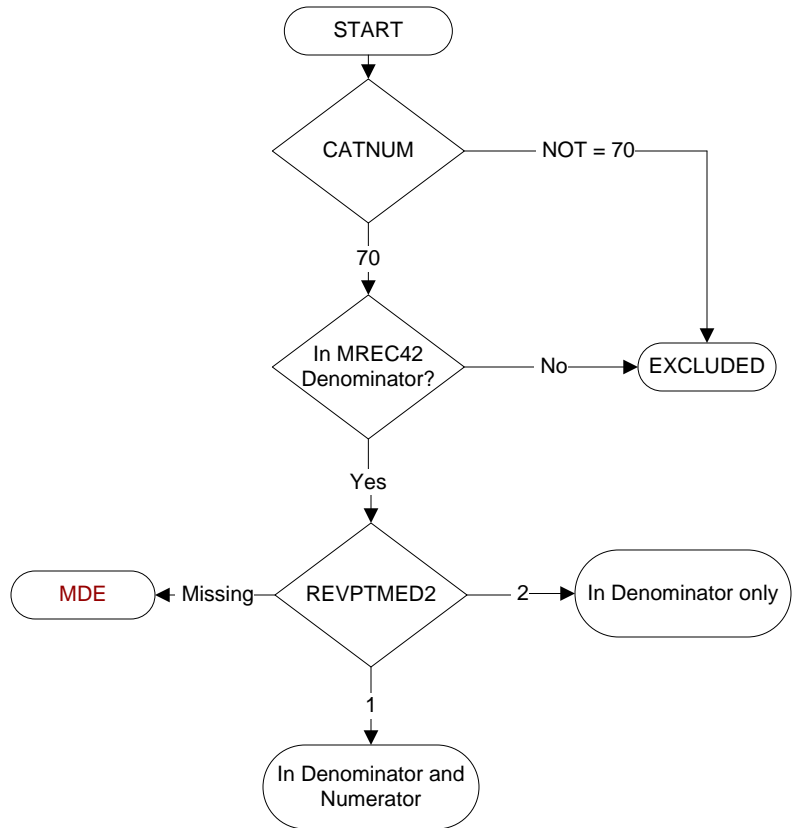 START
CATNUM
NOT = 70
70
In MREC42
Denominator?
No
EXCLUDED
Yes
MDE
Missing
REVPTMED2
2
In Denominator only
1
In Denominator and
Numerator